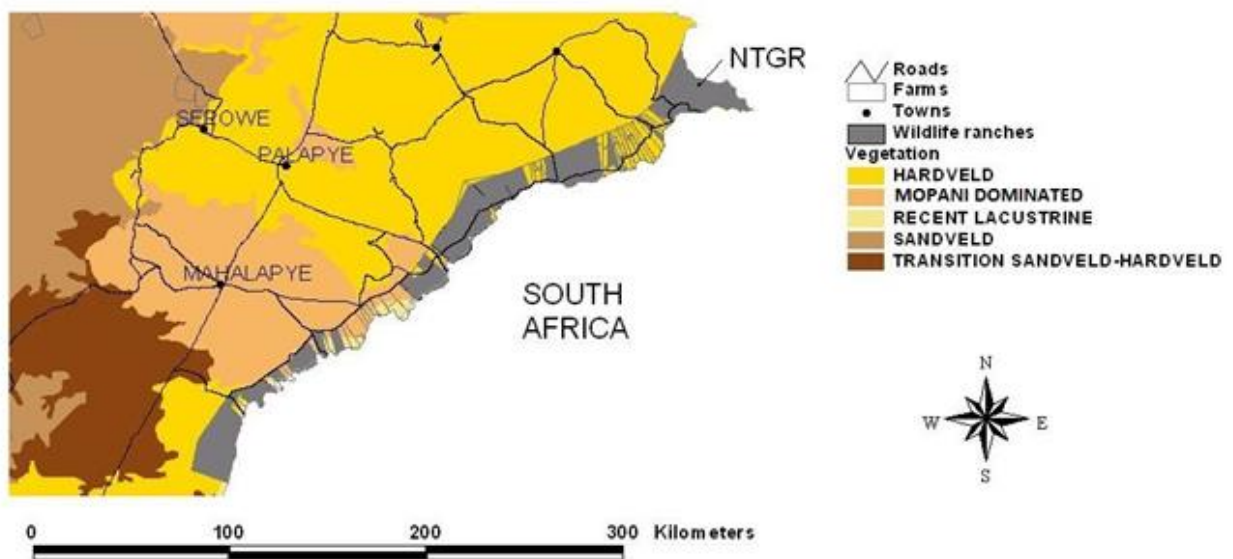 NTGR
SEROWE
PALAPYE
MAHALAPYE
SOUTH
AFRICA
Roads
Farms
Towns
Wildlife ranches
Vegetation
HARDVELD
MOPANI DOMINATED
RECENT LACUSTRINE
SANDVELD
TRANSITION SANDVELD-HARDVELD
N
W E
S
0 100 200 300 Kilometers